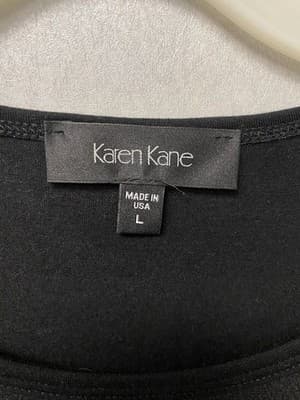 Karen Kane
MADE IN
USA
L